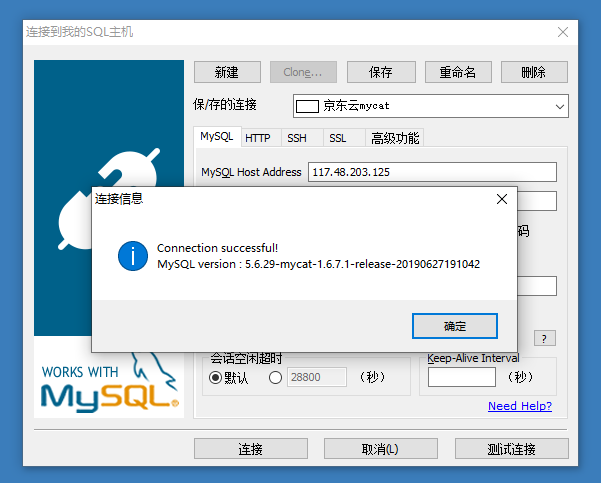 连接到我的SQL主机
新建
Clone...
保存
重命名
删除
保/存的连接
京东云mycat
MySQL
HTTP
SSH
SSL
高级功能
MySQL Host Address
117.48.203.125
码
连接信息
Connection successful!
MySQL version : 5.6.29-mycat-1.6.7.1-release-20190627191042
确定
?
会话空闲超时
默认
28800
(秒)
Keep-Alive Interval
(秒)
Need Help?
WORKS WITH
MySQL®
连接
取消(L)
测试连接